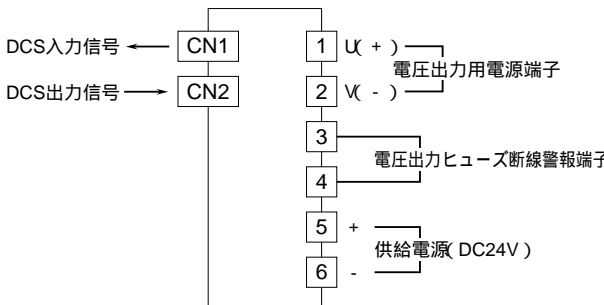 DCS入力信号 CN1 1 U( + )
電圧出力用電源端子
DCS出力信号 CN2 2 V( - )
3
電圧出力ヒューズ断線警報端子
4
5 +
供給電源( DC24V )
6 -